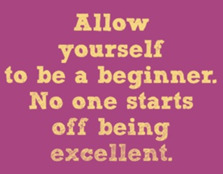 Allow
yourself
to be a beginner.
No one starts
off being
excellent.